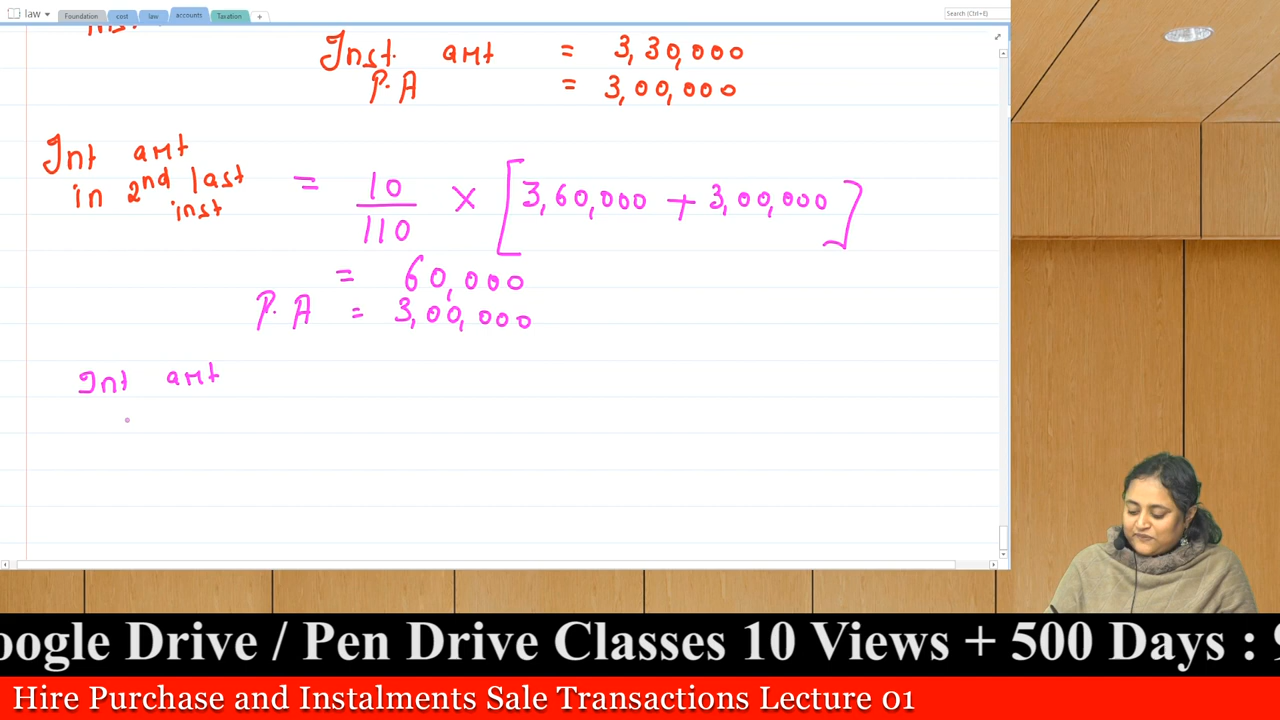 law Foundation cost law accounts Taxation + Search (Ctrl+E)
Inst. amt = 3,30,000
P.A = 3,00,000
Int amt
in 2nd last
inst
= 10/110 × [3,60,000 + 3,00,000]
= 60,000
P.A = 3,00,000
Int amt
oogle Drive / Pen Drive Classes 10 Views + 500 Days : 9
Hire Purchase and Instalments Sale Transactions Lecture 01